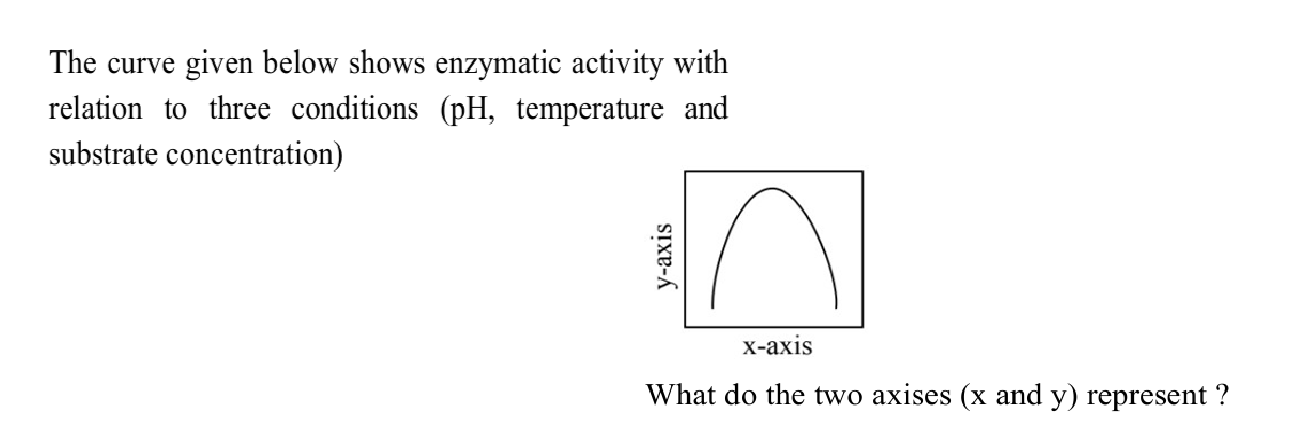 The curve given below shows enzymatic activity with
relation to three conditions (pH, temperature and
substrate concentration)
y-axis
x-axis
What do the two axises (x and y) represent ?